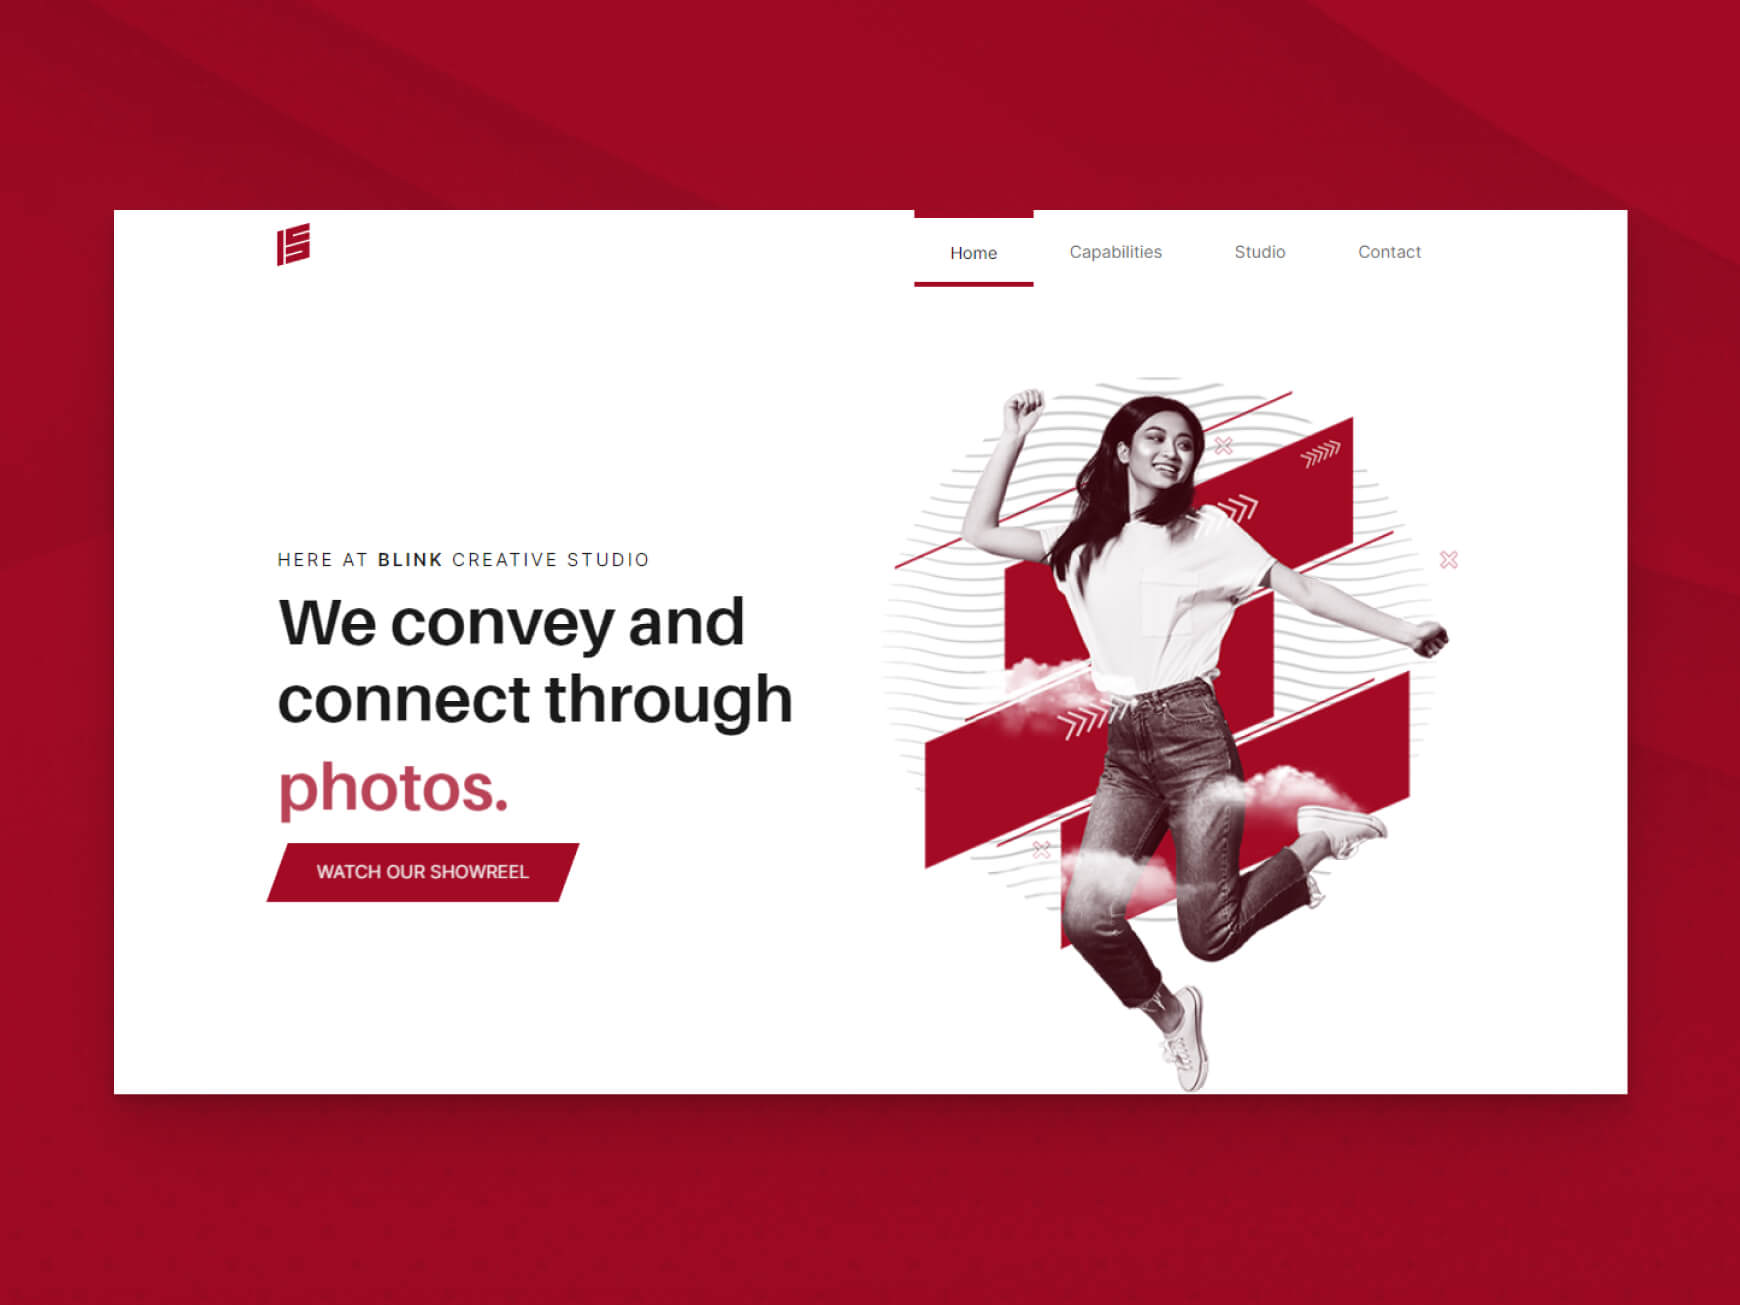 Home Capabilities Studio Contact
HERE AT BLINK CREATIVE STUDIO
We convey and
connect through
photos.
WATCH OUR SHOWREEL